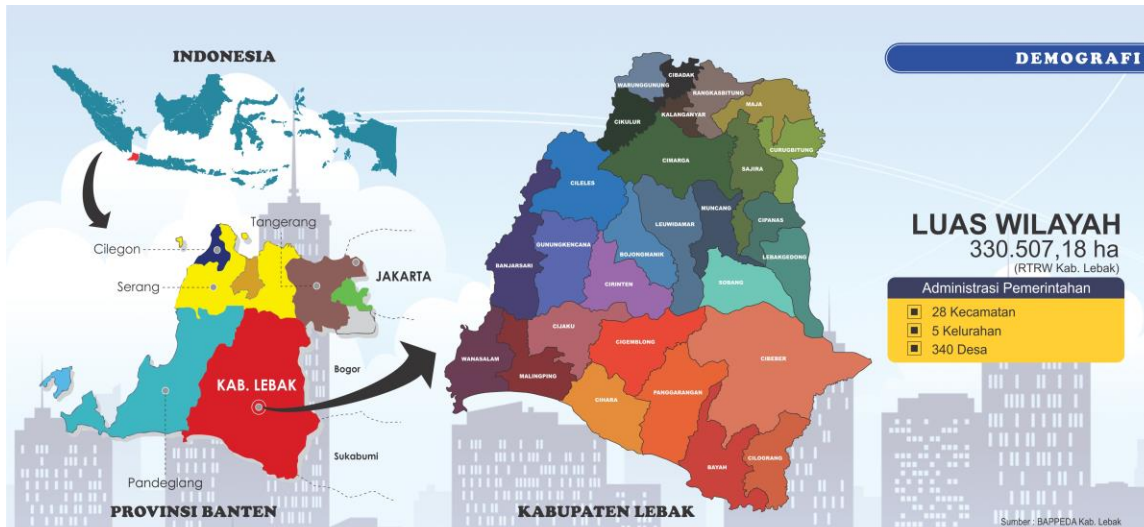 INDONESIA
DEMOGRAFI
Tangerang
Cilegon
Serang
JAKARTA
KAB. LEBAK
Bogor
Sukabumi
Pandeglang
PROVINSI BANTEN
WARUNGGUNUNG
CIBADAK
RANGKASBITUNG
MAJA
CIKULUR
KALANGANYAR
CURUGBITUNG
CIMARGA
SAJIRA
CILELES
MUNCANG
LEUWIDAMAR
CIPANAS
GUNUNGKENCANA
BOJONGMANIK
LEBAKGEDONG
BANJARSARI
CIRINTEN
SOBANG
CIJAKU
CIGEMBLONG
WANASALAM
CIBEBER
MALINGPING
PANGGARANGAN
CIHARA
BAYAH
CILOGRANG
KABUPATEN LEBAK
LUAS WILAYAH
330.507,18 ha
(RTRW Kab. Lebak)
Administrasi Pemerintahan
28 Kecamatan
5 Kelurahan
340 Desa
Sumber : BAPPEDA Kab. Lebak